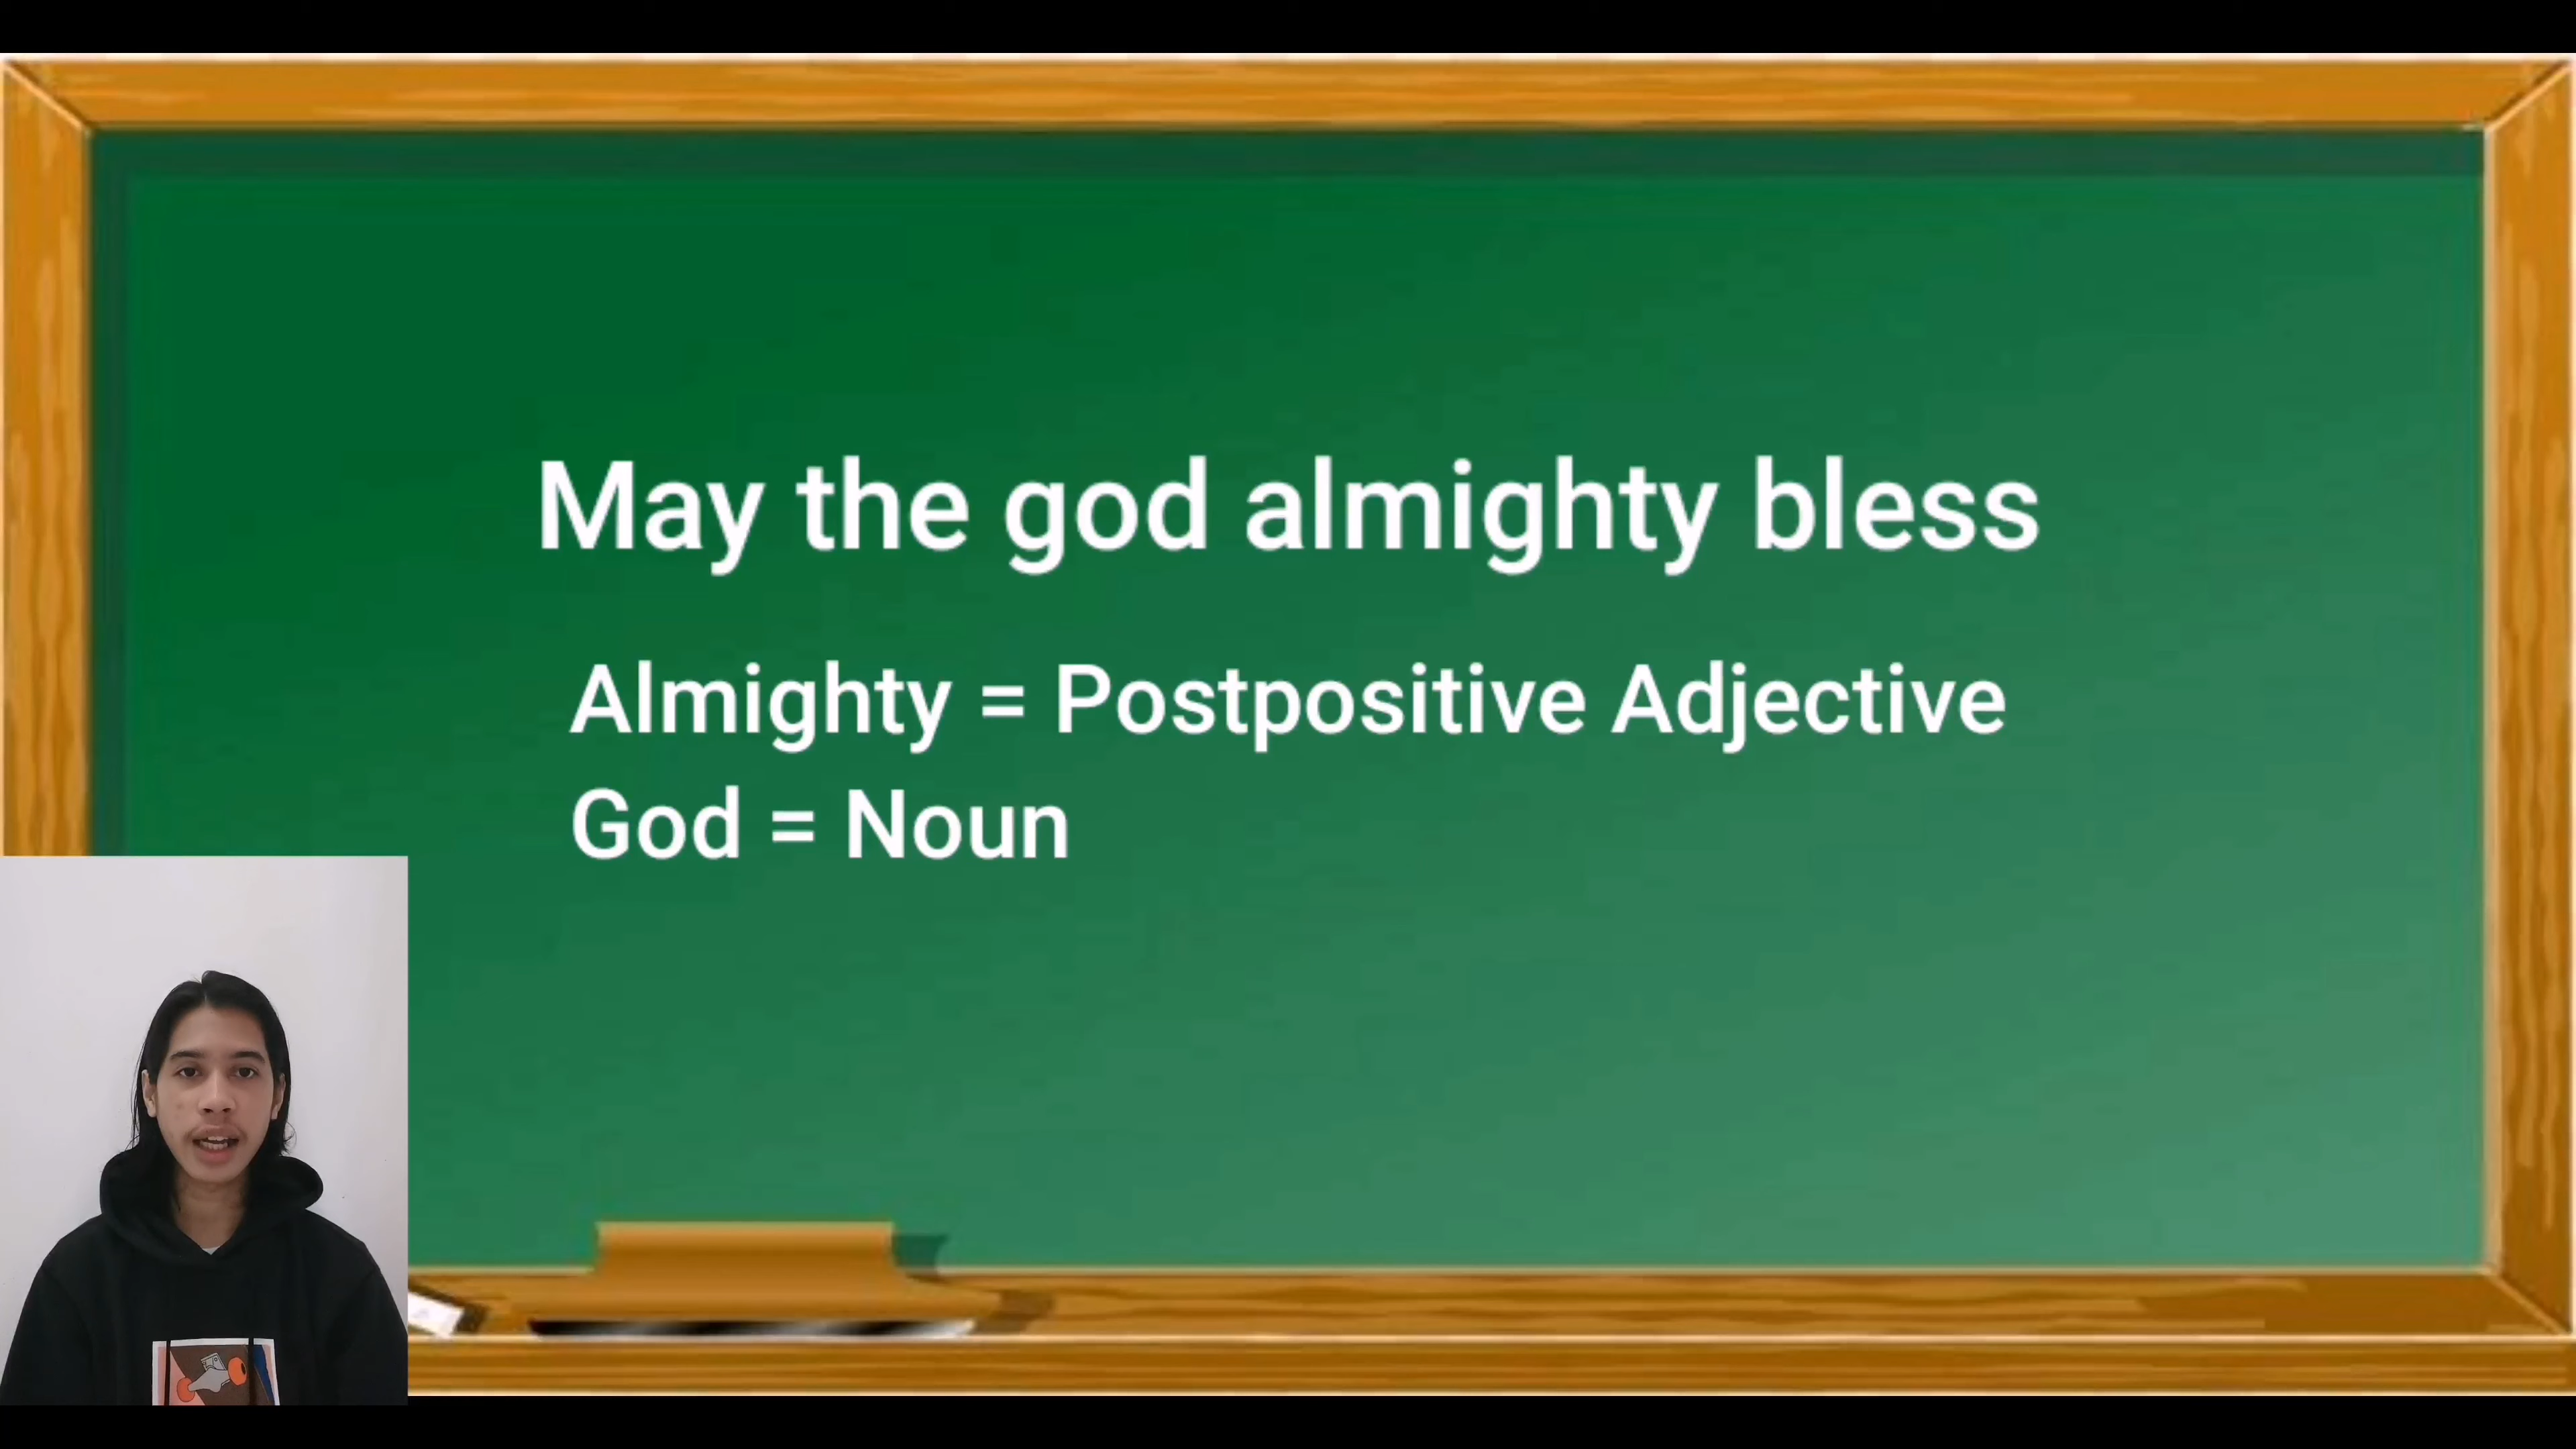 May the god almighty bless
Almighty = Postpositive Adjective
God = Noun